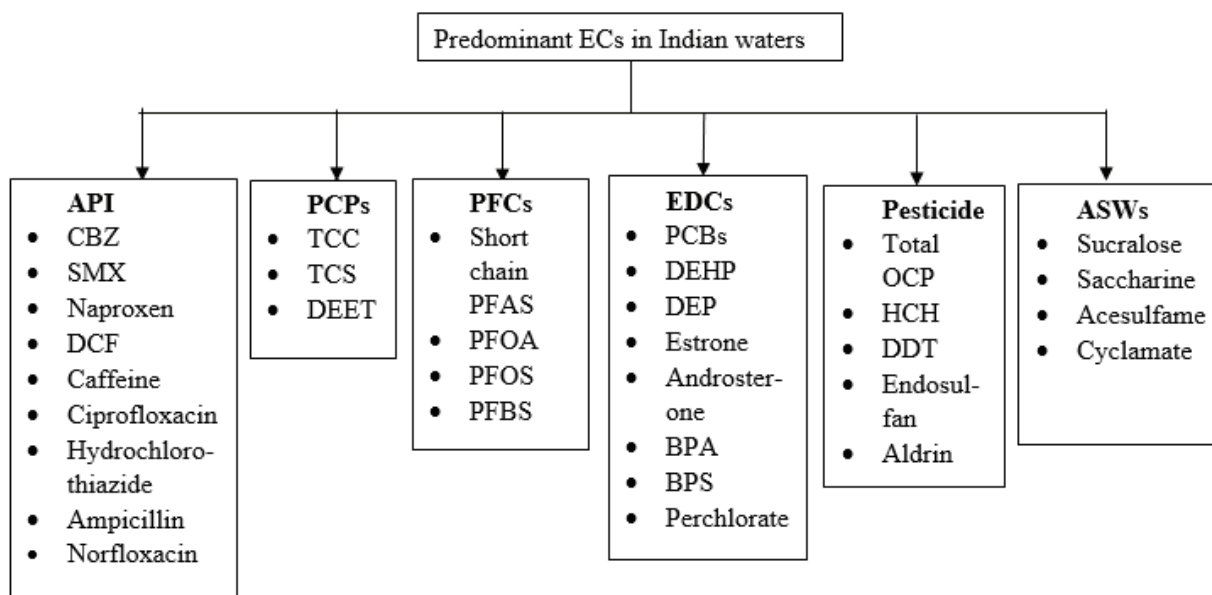 Predominant ECs in Indian waters
API
• CBZ
• SMX
• Naproxen
• DCF
• Caffeine
• Ciprofloxacin
• Hydrochloro-
thiazide
• Ampicillin
• Norfloxacin
PCPs
• TCC
• TCS
• DEET
PFCs
• Short
chain
PFAS
• PFOA
• PFOS
• PFBS
EDCs
• PCBs
• DEHP
• DEP
• Estrone
• Androster-
one
• BPA
• BPS
• Perchlorate
Pesticide
• Total
OCP
• HCH
• DDT
• Endosul-
fan
• Aldrin
ASWs
• Sucralose
• Saccharine
• Acesulfame
• Cyclamate